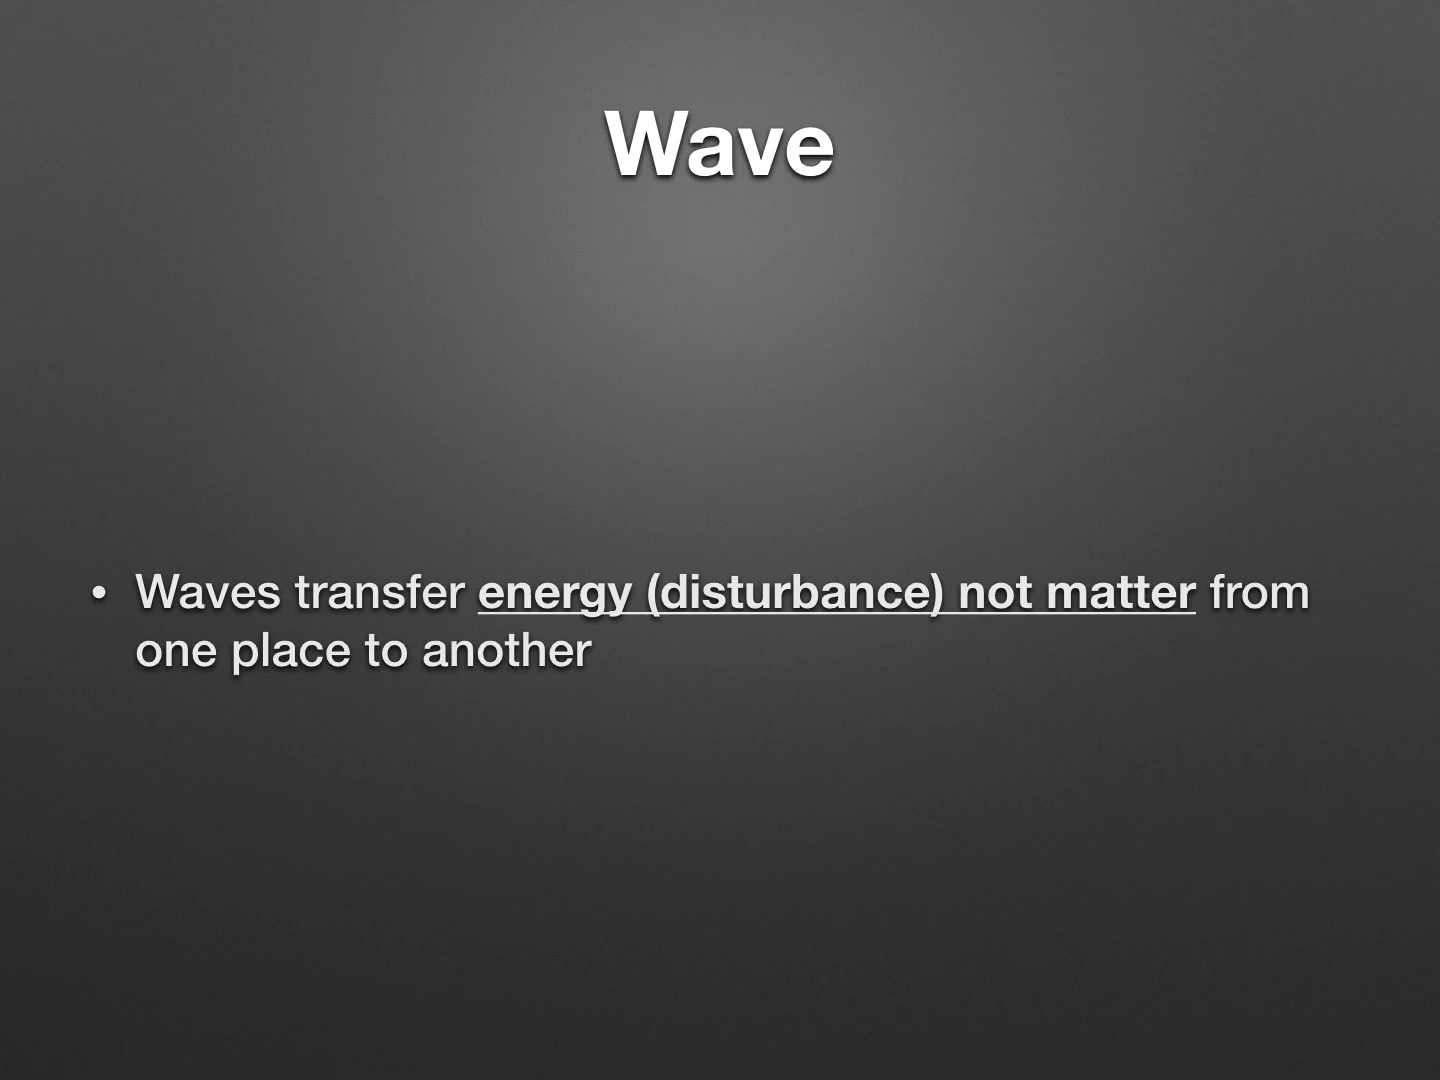 Wave
• Waves transfer energy (disturbance) not matter from
one place to another